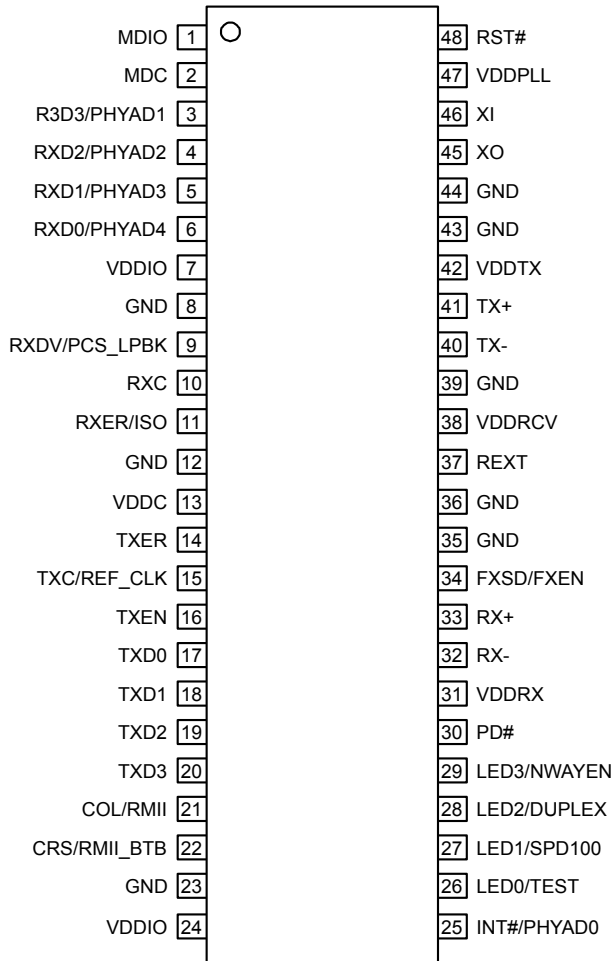 MDIO 1 48 RST#
MDC 2 47 VDDPLL
R3D3/PHYAD1 3 46 XI
RXD2/PHYAD2 4 45 XO
RXD1/PHYAD3 5 44 GND
RXD0/PHYAD4 6 43 GND
VDDIO 7 42 VDDTX
GND 8 41 TX+
RXDV/PCS_LPBK 9 40 TX-
RXC 10 39 GND
RXER/ISO 11 38 VDDRCV
GND 12 37 REXT
VDDC 13 36 GND
TXER 14 35 GND
TXC/REF_CLK 15 34 FXSD/FXEN
TXEN 16 33 RX+
TXD0 17 32 RX-
TXD1 18 31 VDDRX
TXD2 19 30 PD#
TXD3 20 29 LED3/NWAYEN
COL/RMII 21 28 LED2/DUPLEX
CRS/RMII_BTB 22 27 LED1/SPD100
GND 23 26 LED0/TEST
VDDIO 24 25 INT#/PHYAD0